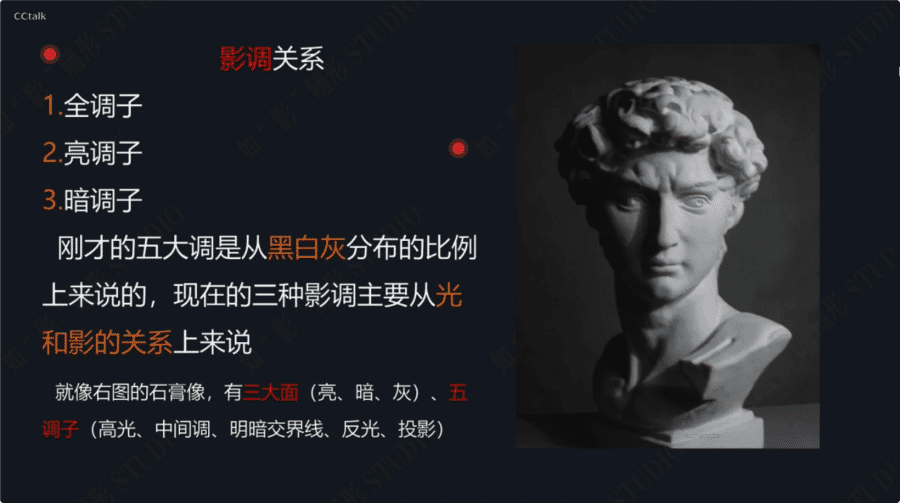 CCtalk
影调关系
1.全调子
2.亮调子
3.暗调子
刚才的五大调是从黑白灰分布的比例
上来说的，现在的三种影调主要从光
和影的关系上来说
就像右图的石膏像，有三大面（亮、暗、灰）、五
调子（高光、中间调、明暗交界线、反光、投影）